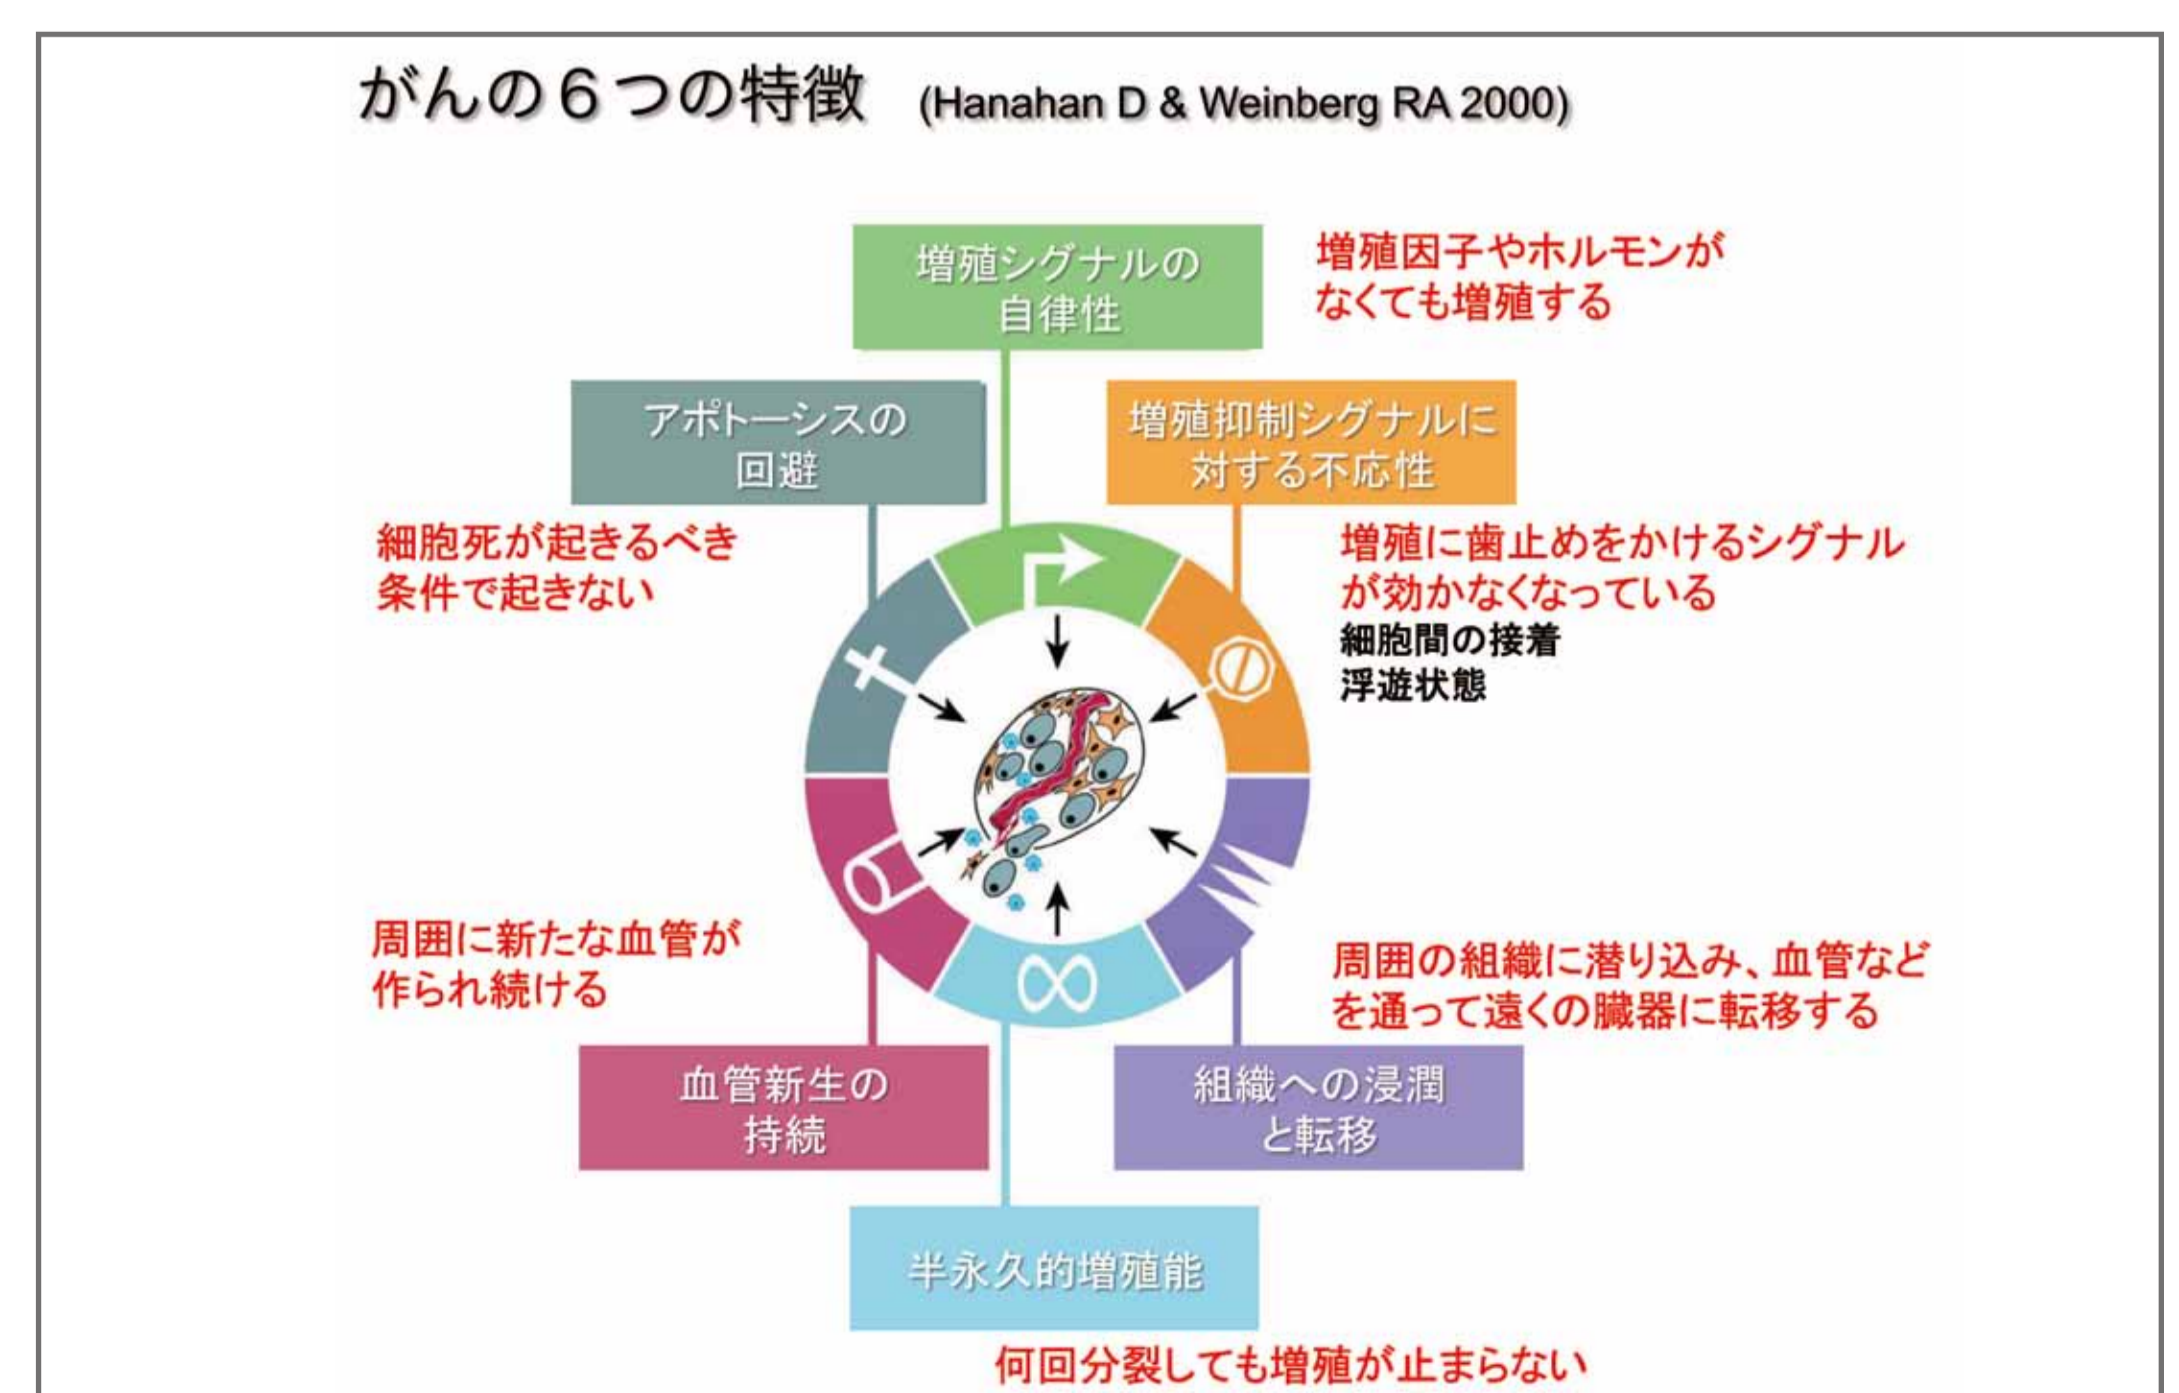 がんの６つの特徴 (Hanahan D & Weinberg RA 2000)
増殖シグナルの
自律性
増殖因子やホルモンが
なくても増殖する
アポトーシスの
回避
細胞死が起きるべき
条件で起きない
増殖抑制シグナルに
対する不応性
増殖に歯止めをかけるシグナル
が効かなくなっている
細胞間の接着
浮遊状態
周囲に新たな血管が
作られ続ける
血管新生の
持続
周囲の組織に潜り込み、血管など
を通って遠くの臓器に転移する
組織への浸潤
と転移
半永久的増殖能
何回分裂しても増殖が止まらない